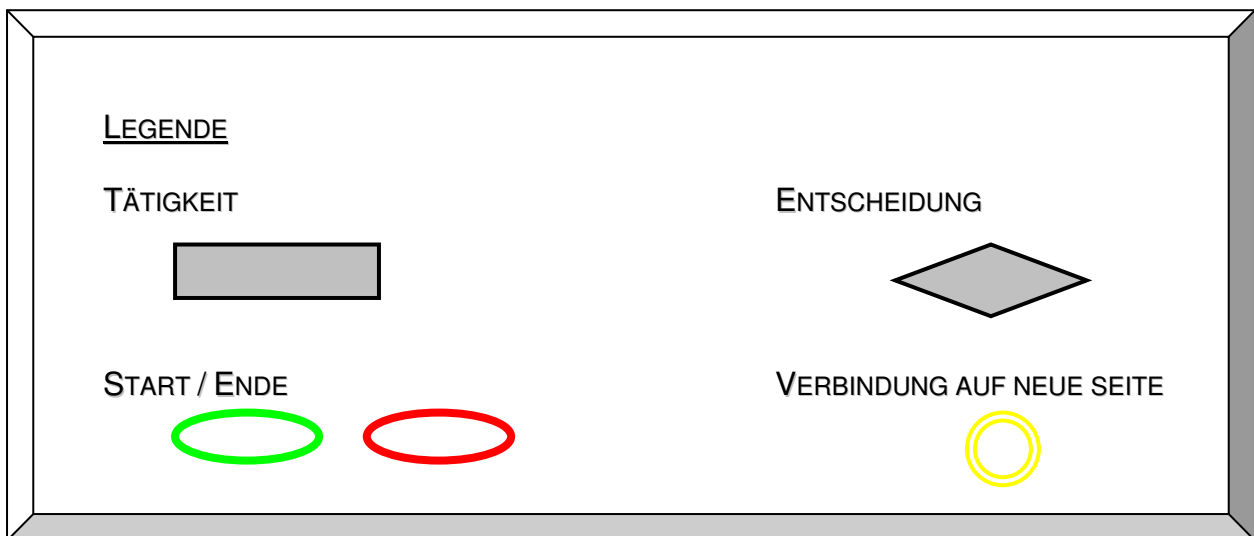 LEGENDE
TÄTIGKEIT
ENTSCHEIDUNG
START / ENDE
VERBINDUNG AUF NEUE SEITE